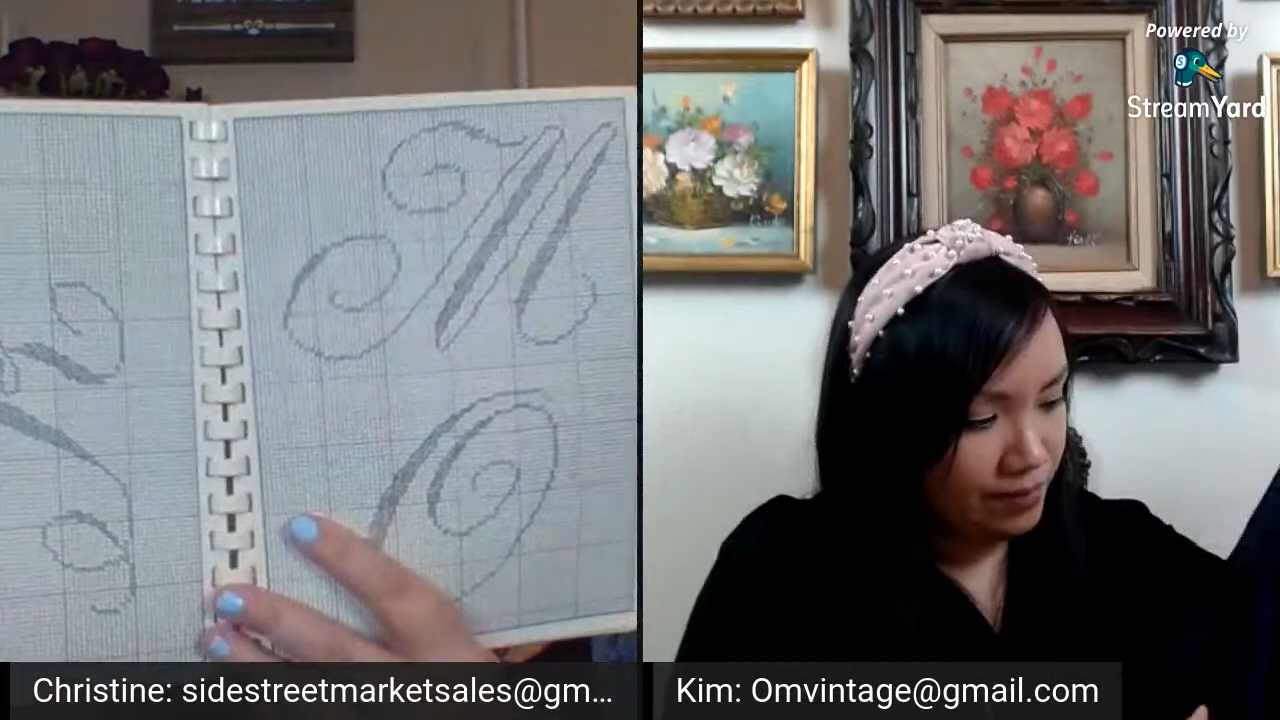 Powered by
StreamYard
M
O
Christine: sidestreetmarketsales@gm...
Kim: Omvintage@gmail.com